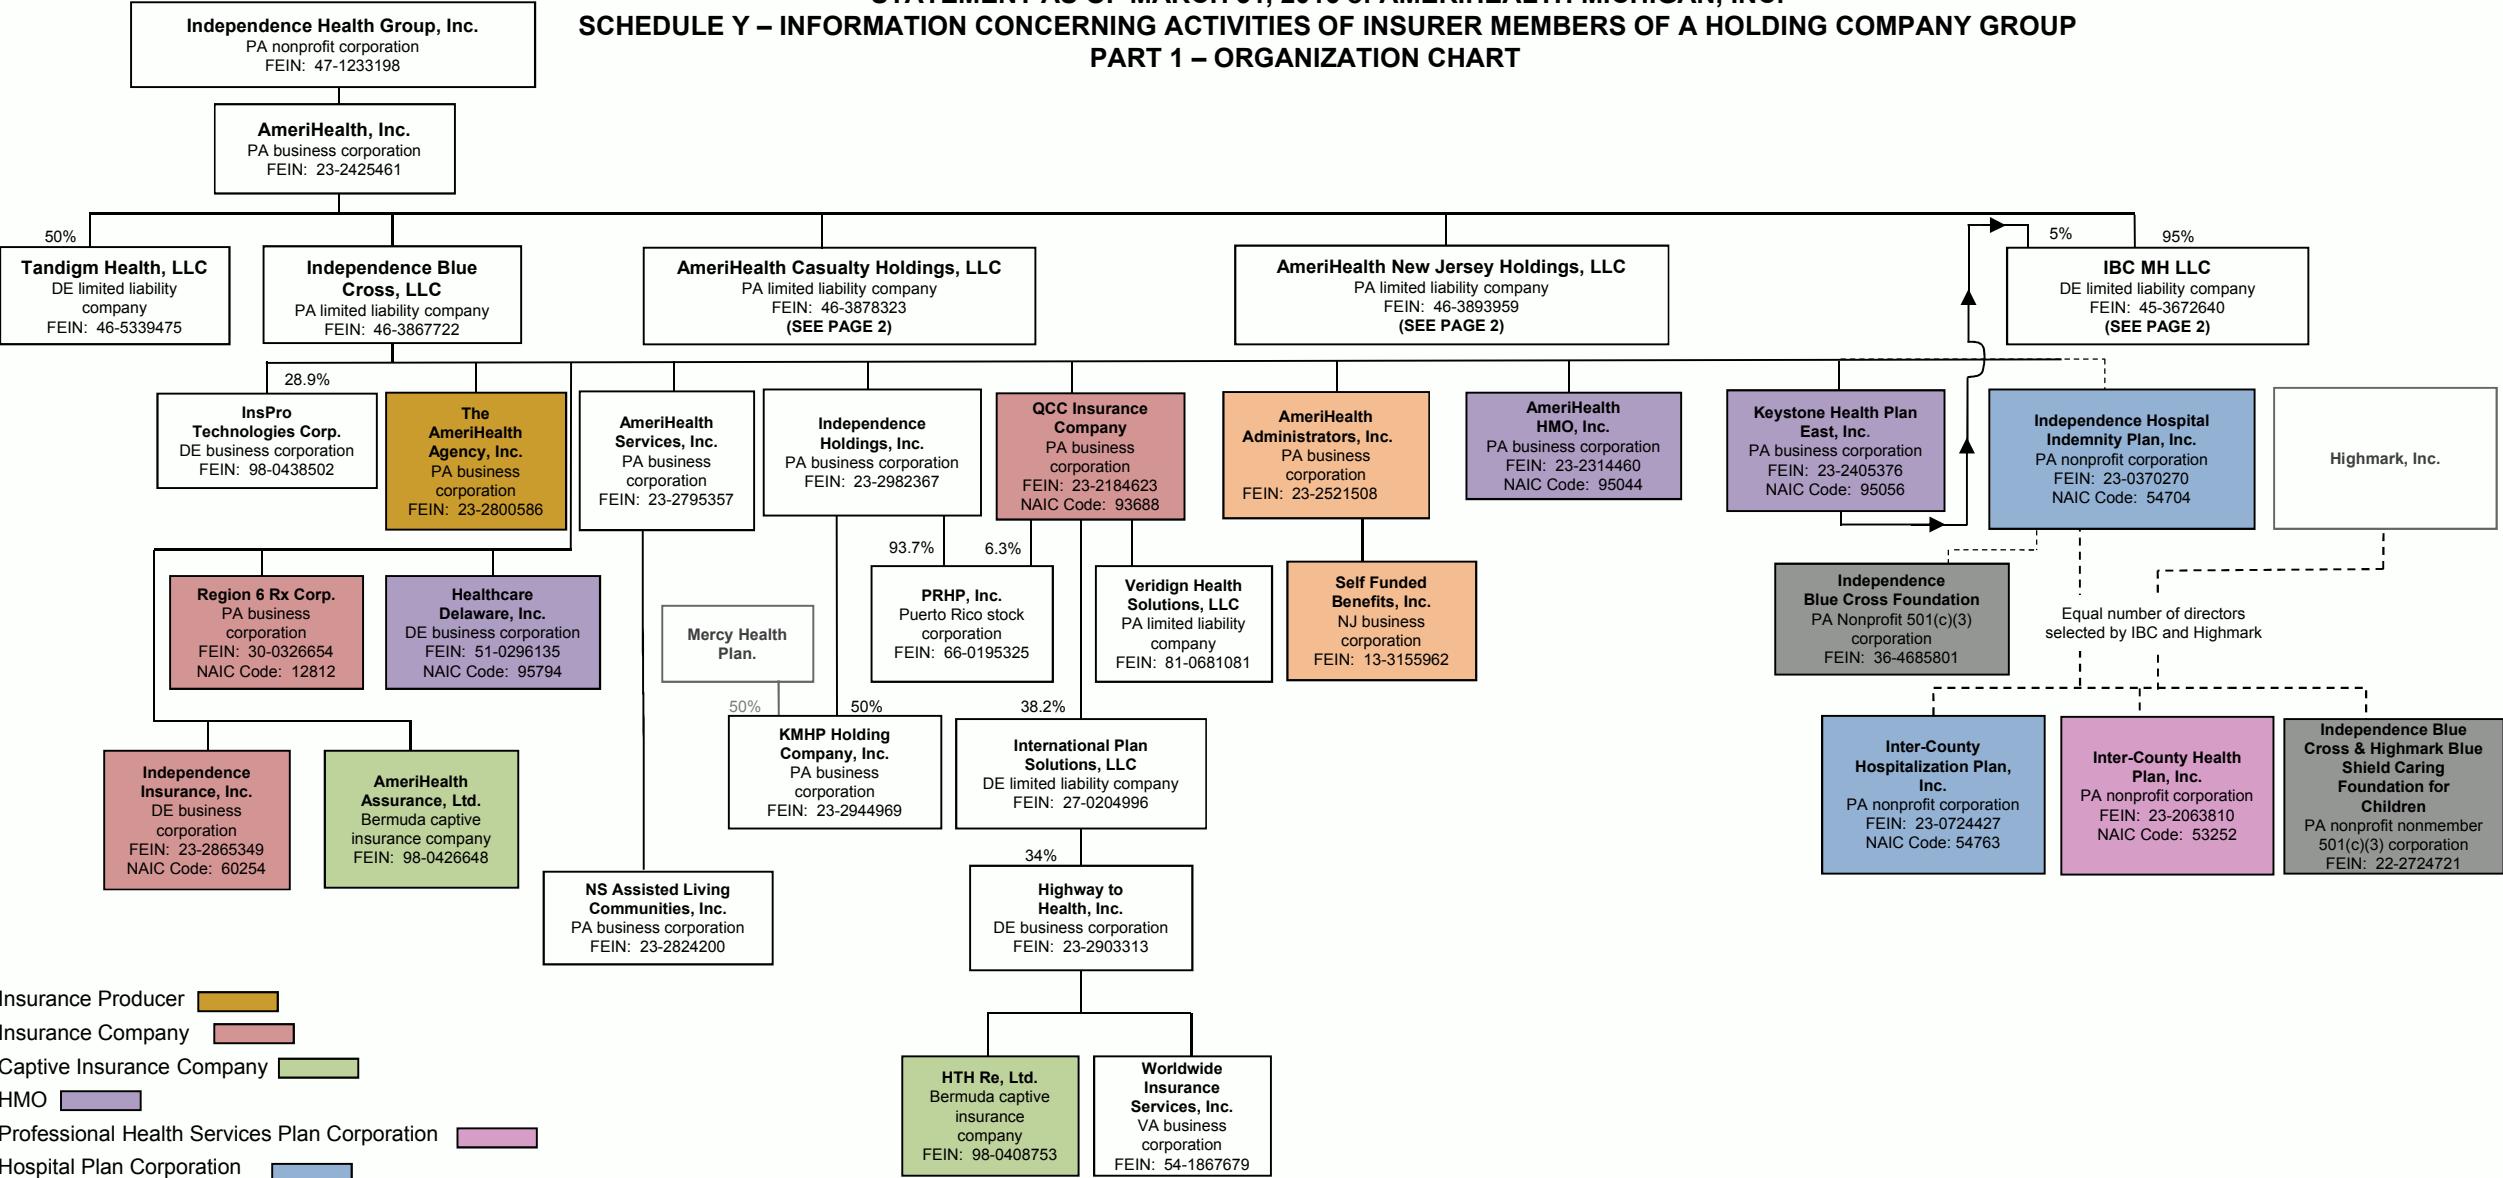 STATEMENT AS OF MARCH 31, 2016 of AMERIHEALTH MICHIGAN, INC.
SCHEDULE Y – INFORMATION CONCERNING ACTIVITIES OF INSURER MEMBERS OF A HOLDING COMPANY GROUP
PART 1 – ORGANIZATION CHART
Independence Health Group, Inc.
PA nonprofit corporation
FEIN: 47-1233198
AmeriHealth, Inc.
PA business corporation
FEIN: 23-2425461
50%
Tandigm Health, LLC
DE limited liability
company
FEIN: 46-5339475
Independence Blue
Cross, LLC
PA limited liability company
FEIN: 46-3867722
AmeriHealth Casualty Holdings, LLC
PA limited liability company
FEIN: 46-3878323
(SEE PAGE 2)
AmeriHealth New Jersey Holdings, LLC
PA limited liability company
FEIN: 46-3893959
(SEE PAGE 2)
5%
95%
IBC MH LLC
DE limited liability company
FEIN: 45-3672640
(SEE PAGE 2)
28.9%
InsPro
Technologies Corp.
DE business corporation
FEIN: 98-0438502
The
AmeriHealth
Agency, Inc.
PA business
corporation
FEIN: 23-2800586
AmeriHealth
Services, Inc.
PA business
corporation
FEIN: 23-2795357
Independence
Holdings, Inc.
PA business corporation
FEIN: 23-2982367
QCC Insurance
Company
PA business
corporation
FEIN: 23-2184623
NAIC Code: 93688
AmeriHealth
Administrators, Inc.
PA business
corporation
FEIN: 23-2521508
AmeriHealth
HMO, Inc.
PA business corporation
FEIN: 23-2314460
NAIC Code: 95044
Keystone Health Plan
East, Inc.
PA business corporation
FEIN: 23-2405376
NAIC Code: 95056
Independence Hospital
Indemnity Plan, Inc.
PA nonprofit corporation
FEIN: 23-0370270
NAIC Code: 54704
Highmark, Inc.
Region 6 Rx Corp.
PA business
corporation
FEIN: 30-0326654
NAIC Code: 12812
Healthcare
Delaware, Inc.
DE business corporation
FEIN: 51-0296135
NAIC Code: 95794
Mercy Health
Plan.
93.7%
6.3%
PRHP, Inc.
Puerto Rico stock
corporation
FEIN: 66-0195325
Veridign Health
Solutions, LLC
PA limited liability
company
FEIN: 81-0681081
Self Funded
Benefits, Inc.
NJ business
corporation
FEIN: 13-3155962
Independence
Blue Cross Foundation
PA Nonprofit 501(c)(3)
corporation
FEIN: 36-4685801
Equal number of directors
selected by IBC and Highmark
Independence
Insurance, Inc.
DE business
corporation
FEIN: 23-2865349
NAIC Code: 60254
AmeriHealth
Assurance, Ltd.
Bermuda captive
insurance company
FEIN: 98-0426648
50%
50%
KMHP Holding
Company, Inc.
PA business
corporation
FEIN: 23-2944969
38.2%
International Plan
Solutions, LLC
DE limited liability company
FEIN: 27-0204996
Inter-County
Hospitalization Plan,
Inc.
PA nonprofit corporation
FEIN: 23-0724427
NAIC Code: 54763
Inter-County Health
Plan, Inc.
PA nonprofit corporation
FEIN: 23-2063810
NAIC Code: 53252
Independence Blue
Cross & Highmark Blue
Shield Caring
Foundation for
Children
PA nonprofit nonmember
501(c)(3) corporation
FEIN: 22-2724721
NS Assisted Living
Communities, Inc.
PA business corporation
FEIN: 23-2824200
34%
Highway to
Health, Inc.
DE business corporation
FEIN: 23-2903313
HTH Re, Ltd.
Bermuda captive
insurance
company
FEIN: 98-0408753
Worldwide
Insurance
Services, Inc.
VA business
corporation
FEIN: 54-1867679
Insurance Producer
Insurance Company
Captive Insurance Company
HMO
Professional Health Services Plan Corporation
Hospital Plan Corporation